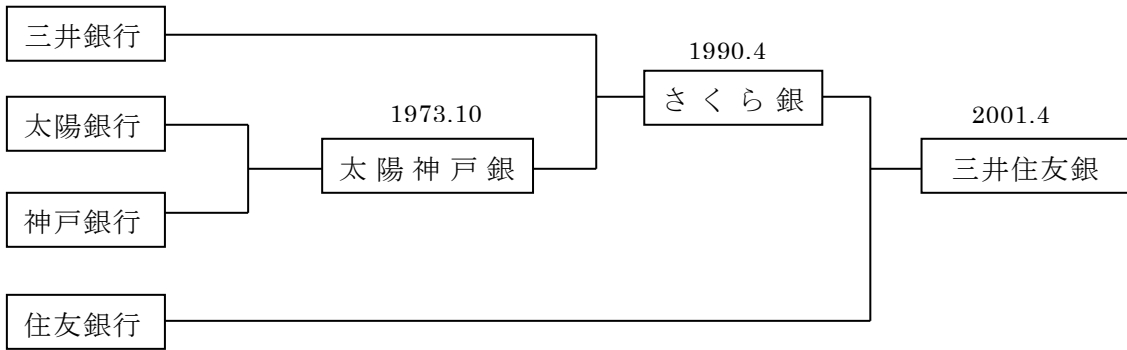 三井銀行
1990.4
さくら銀
太陽銀行
1973.10
2001.4
太陽神戸銀
三井住友銀
神戸銀行
住友銀行